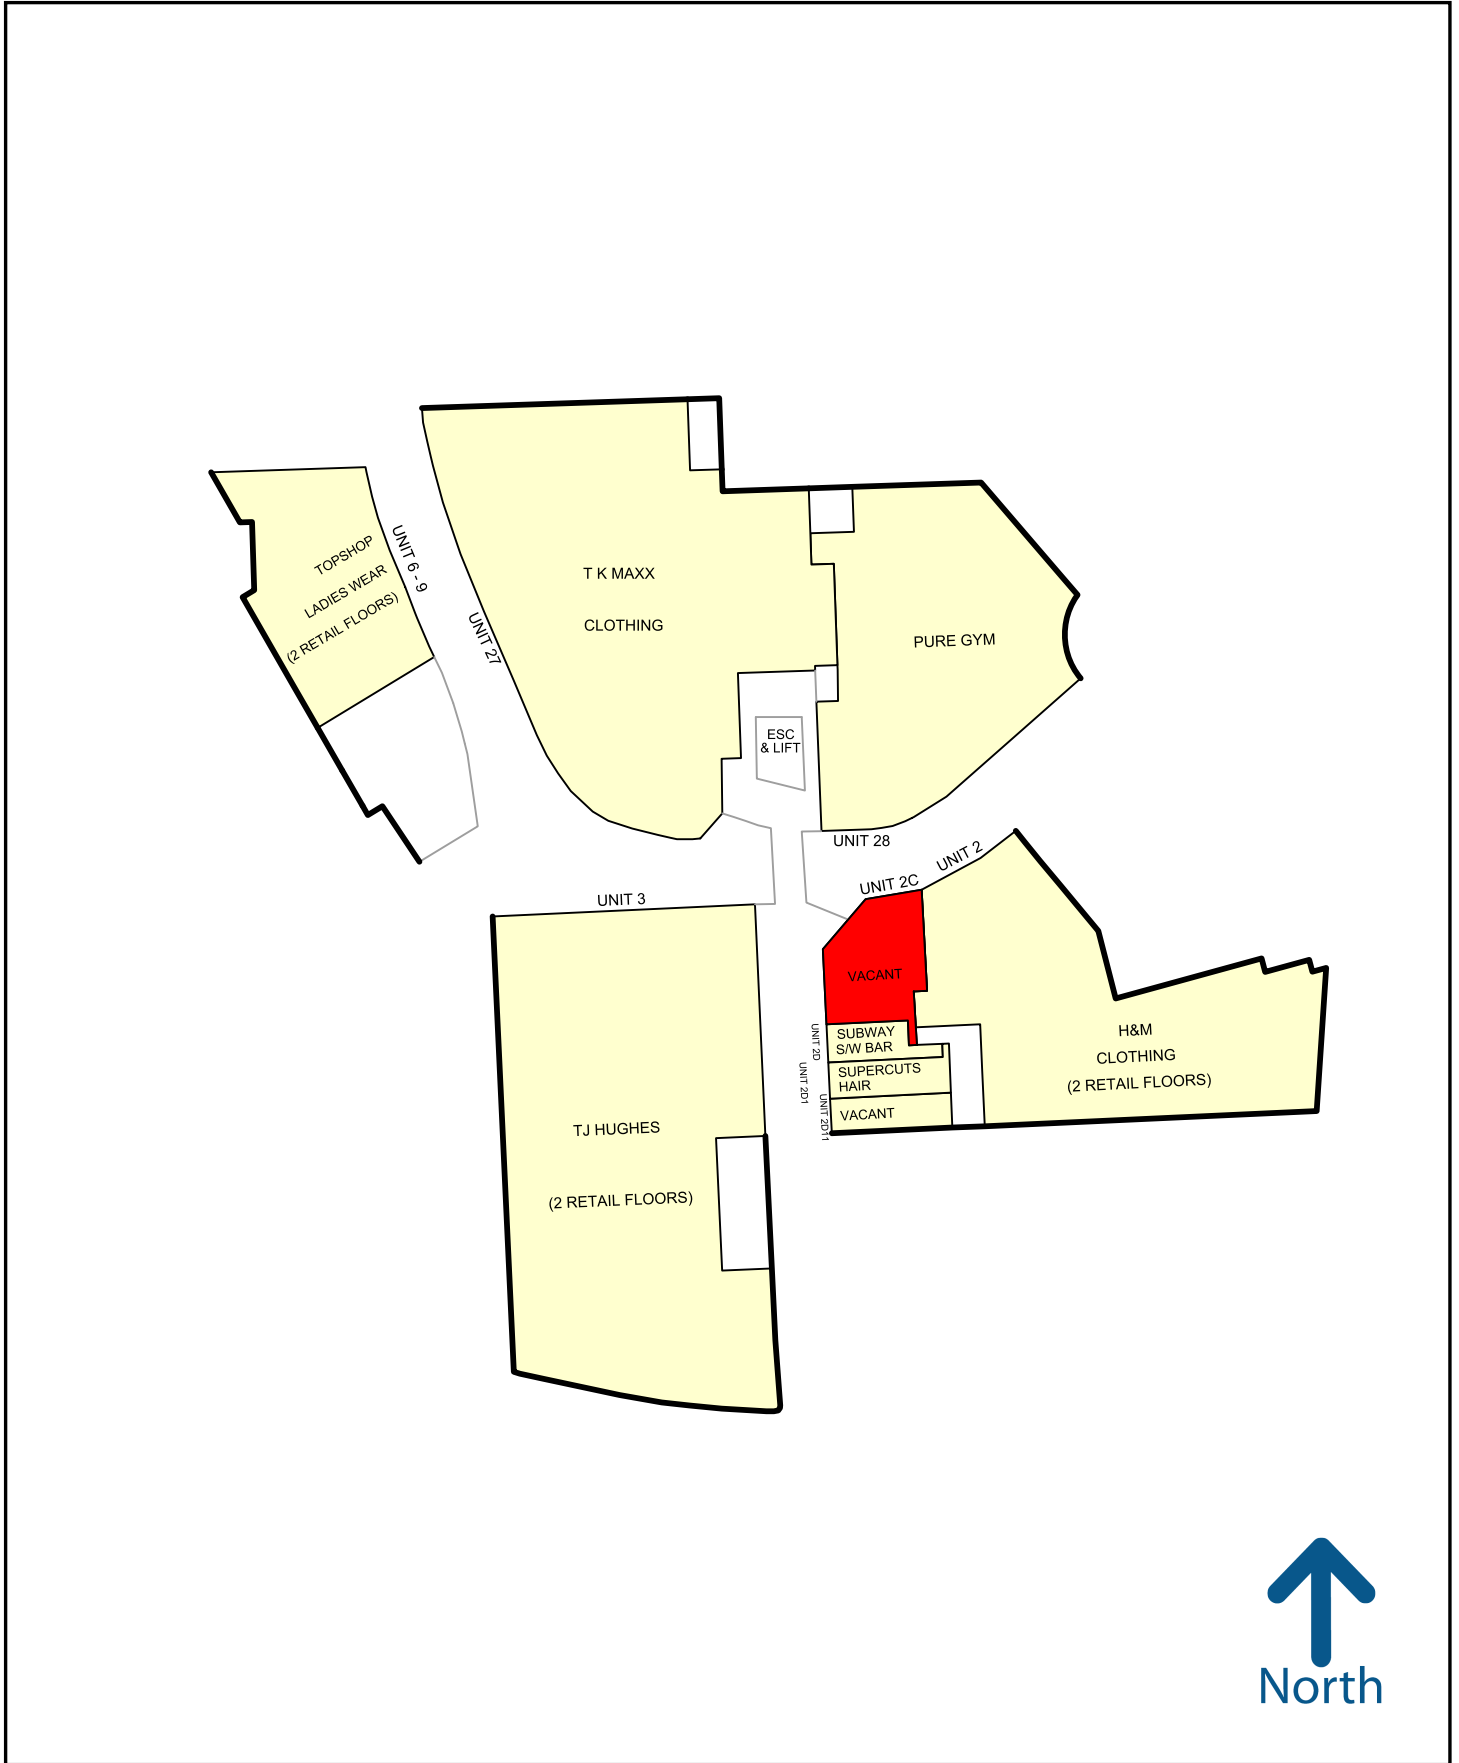 TOPSHOP
LADIES WEAR
(2 RETAIL FLOORS)
UNIT 6 - 9
UNIT 27
T K MAXX
CLOTHING
PURE GYM
ESC
& LIFT
UNIT 28
UNIT 2
UNIT 2C
UNIT 3
VACANT
UNIT 2D
SUBWAY
S/W BAR
UNIT 2D1
SUPERCUTS
HAIR
UNIT 2D11
VACANT
H&M
CLOTHING
(2 RETAIL FLOORS)
TJ HUGHES
(2 RETAIL FLOORS)
North